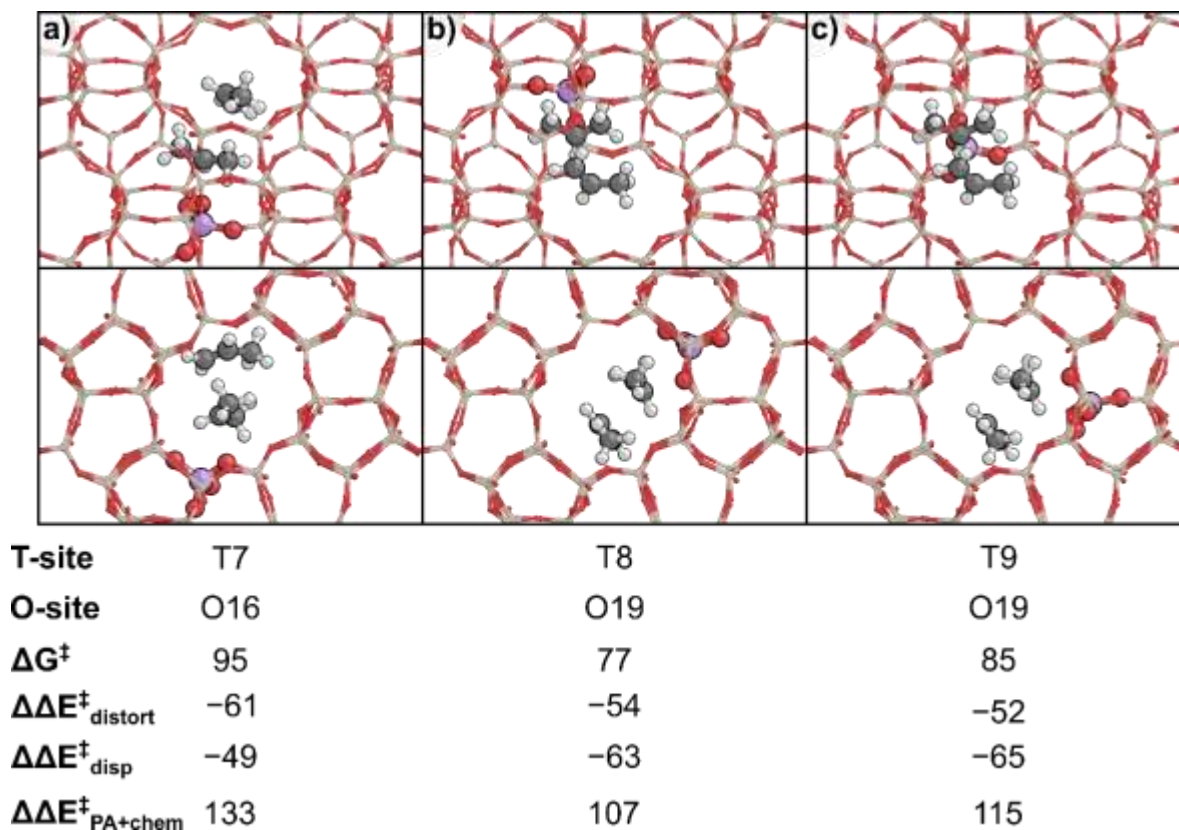 a) b) c)
T-site T7 T8 T9
O-site O16 O19 O19
ΔG‡ 95 77 85
ΔΔE‡distort −61 −54 −52
ΔΔE‡disp −49 −63 −65
ΔΔE‡PA+chem 133 107 115